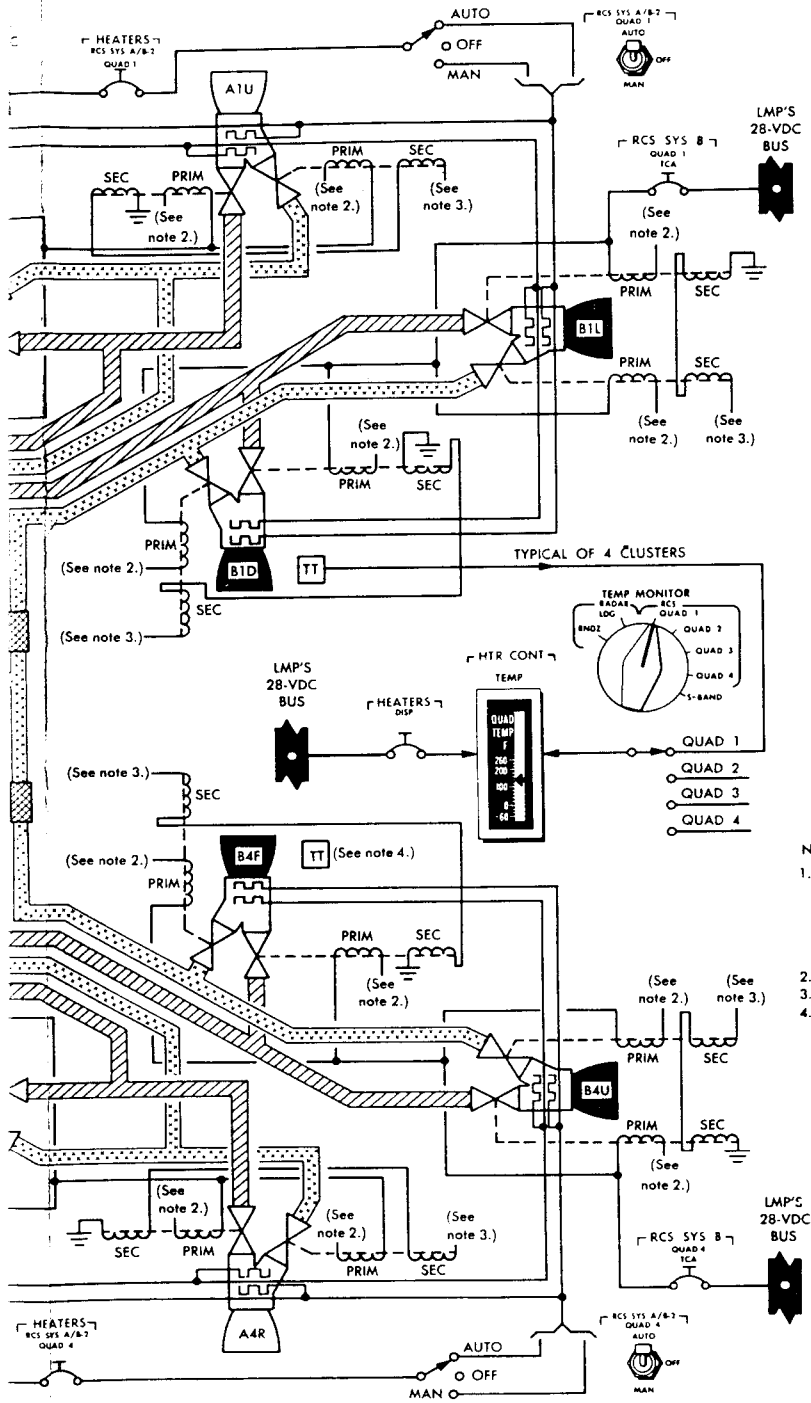 HEATERS
RCS SYS A/B-2
QUAD 1
AUTO
OFF
MAN
RCS SYS A/B-2
QUAD 1
AUTO
OFF
MAN
A1U
LMP'S
28-VDC
BUS
RCS SYS B
QUAD 1
TCA
PRIM
SEC
(See
note 2.)
(See
note 3.)
SEC
PRIM
(See
note 2.)
(See
note 2.)
PRIM
SEC
B1L
PRIM
SEC
(See
note 2.)
(See
note 3.)
(See
note 2.)
PRIM
SEC
PRIM
(See note 2.)
B1D
TT
SEC
(See note 3.)
TYPICAL OF 4 CLUSTERS
TEMP MONITOR
RADAR
LDG
RNDZ
RCS
QUAD 1
QUAD 2
QUAD 3
QUAD 4
S-BAND
LMP'S
28-VDC
BUS
HEATERS
DISP
HTR CONT
TEMP
QUAD
TEMP
F
260
200
100
0
-60
QUAD 1
QUAD 2
QUAD 3
QUAD 4
(See note 3.)
SEC
B4F
TT
(See note 4.)
(See note 2.)
PRIM
N
1.
PRIM
SEC
(See
note 2.)
(See
note 2.)
(See
note 3.)
2.
3.
4.
PRIM
SEC
B4U
PRIM
SEC
(See
note 2.)
(See
note 2.)
SEC
PRIM
(See
note 2.)
(See
note 3.)
PRIM
SEC
LMP'S
28-VDC
BUS
RCS SYS B
QUAD 4
TCA
A4R
HEATERS
RCS SYS A/B-2
QUAD 4
AUTO
OFF
MAN
RCS SYS A/B-2
QUAD 4
AUTO
OFF
MAN